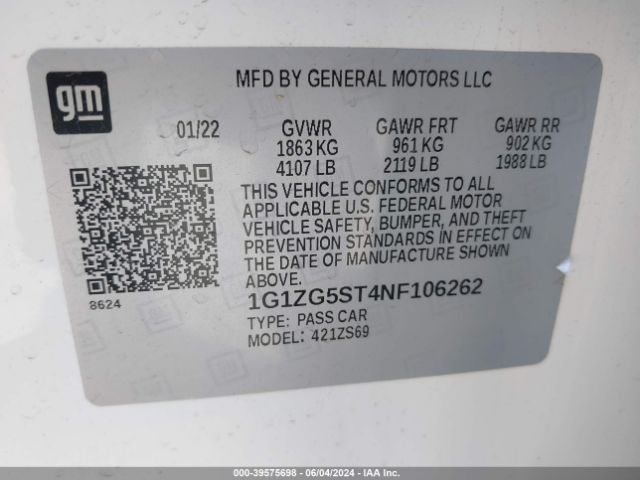 gm
MFD BY GENERAL MOTORS LLC
01/22 GVWR GAWR FRT GAWR RR
1863 KG 961 KG 902 KG
4107 LB 2119 LB 1988 LB
THIS VEHICLE CONFORMS TO ALL
APPLICABLE U.S. FEDERAL MOTOR
VEHICLE SAFETY, BUMPER, AND THEFT
PREVENTION STANDARDS IN EFFECT ON
THE DATE OF MANUFACTURE SHOWN
ABOVE.
8624
1G1ZG5ST4NF106262
TYPE: PASS CAR
MODEL: 421ZS69
000-39575698 - 06/04/2024 - IAA Inc.